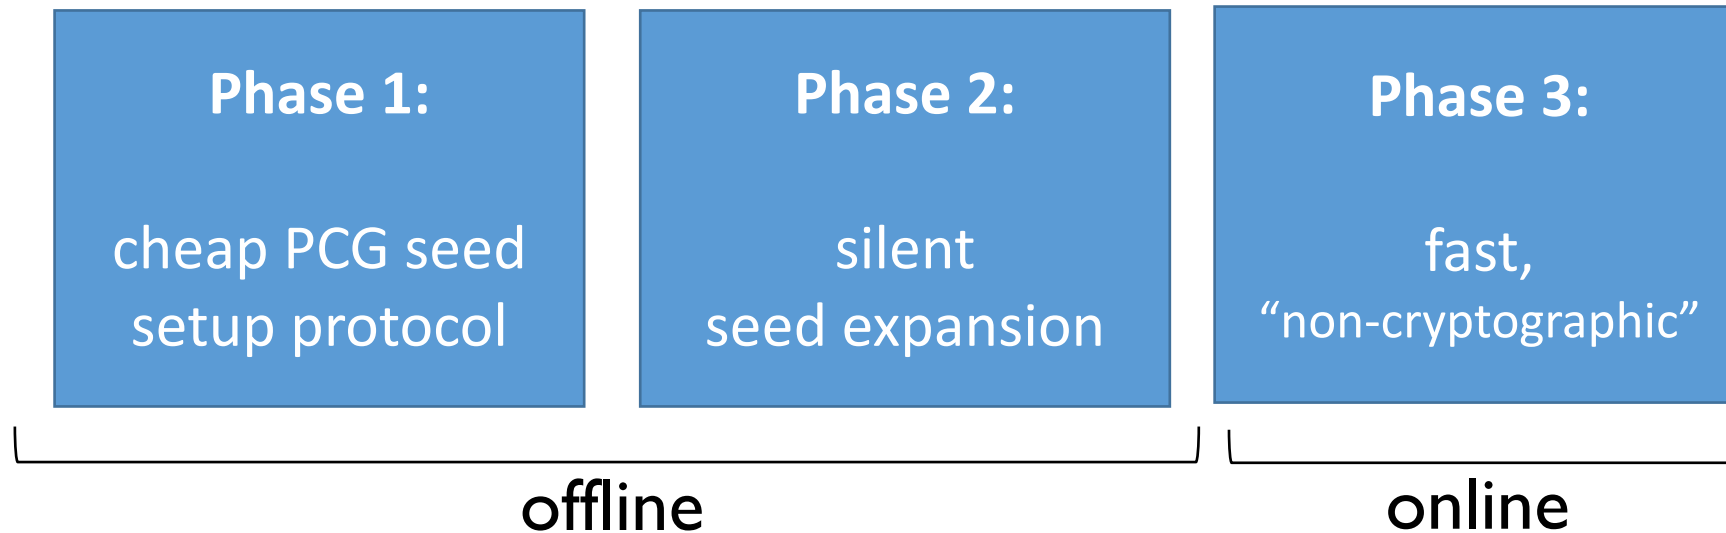 Phase 1:
cheap PCG seed
setup protocol
Phase 2:
silent
seed expansion
Phase 3:
fast,
“non-cryptographic”
offline
online